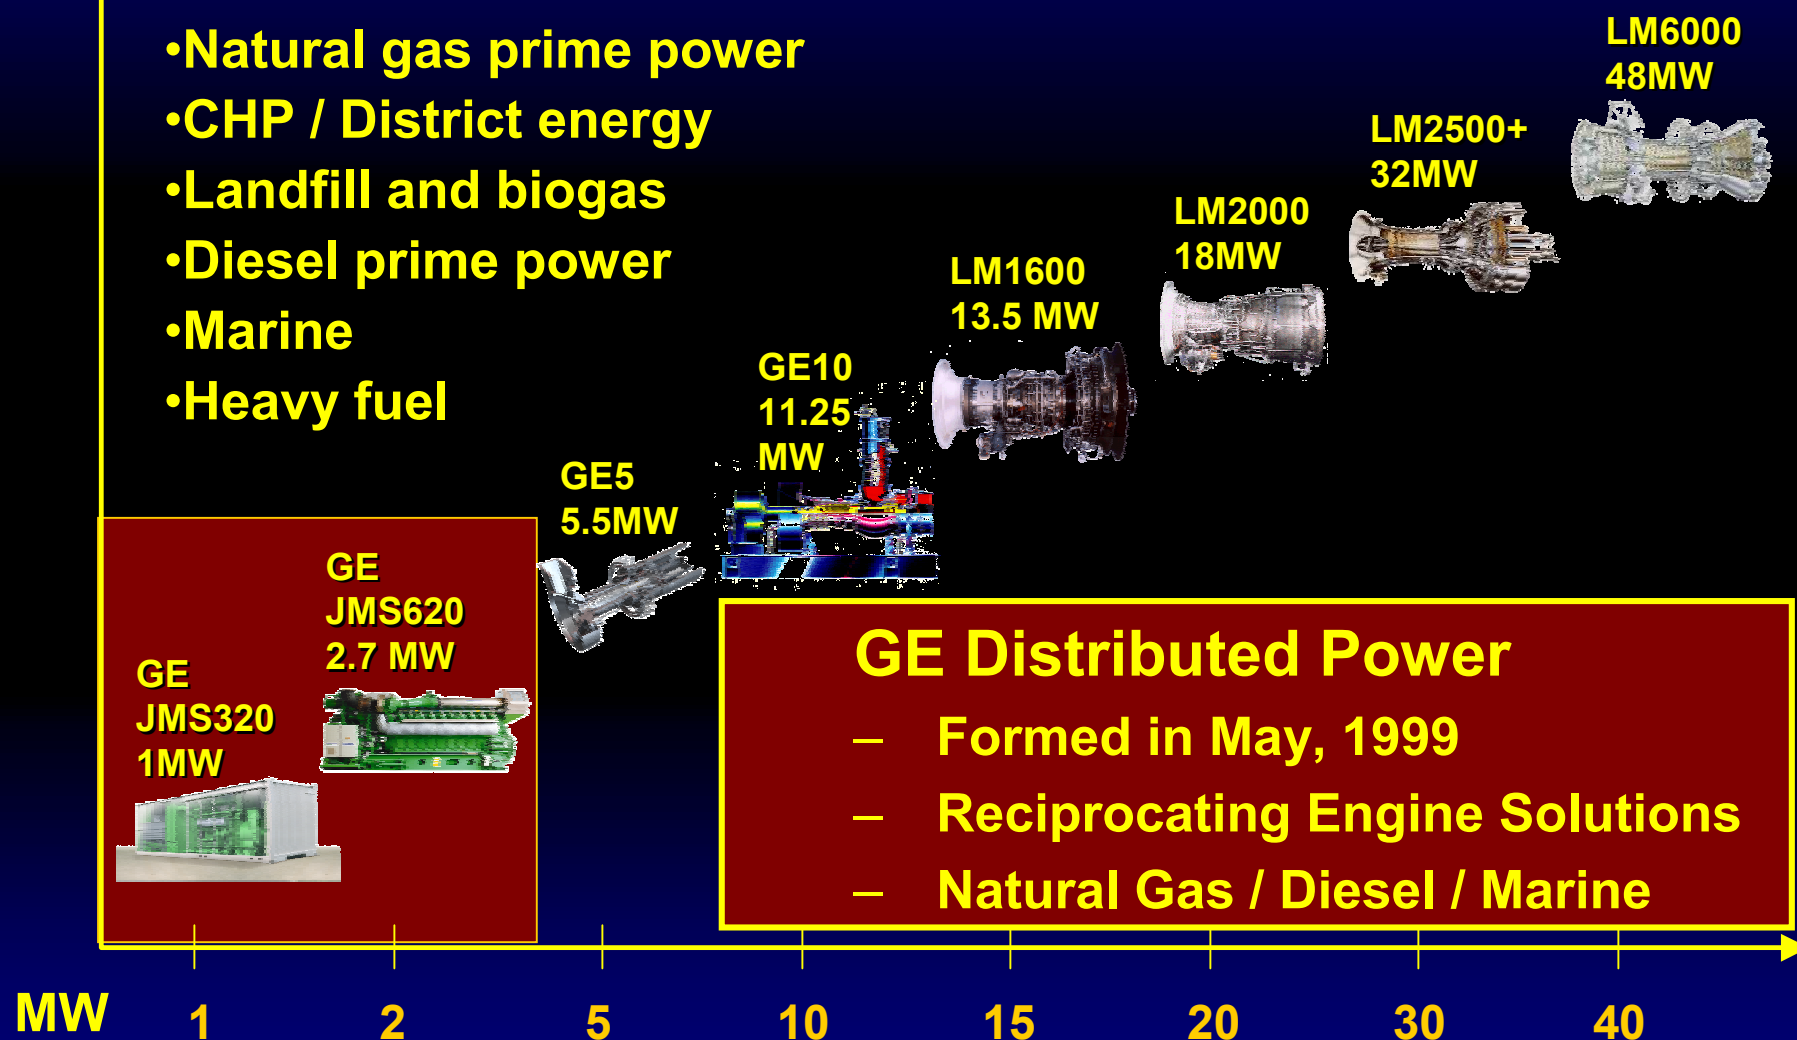 •Natural gas prime power
•CHP / District energy
•Landfill and biogas
•Diesel prime power
•Marine
•Heavy fuel
LM6000
48MW
LM2500+
32MW
LM2000
18MW
LM1600
13.5 MW
GE10
11.25
MW
GE5
5.5MW
GE
JMS620
2.7 MW
GE
JMS320
1MW
GE Distributed Power
– Formed in May, 1999
– Reciprocating Engine Solutions
– Natural Gas / Diesel / Marine
MW 1 2 5 10 15 20 30 40